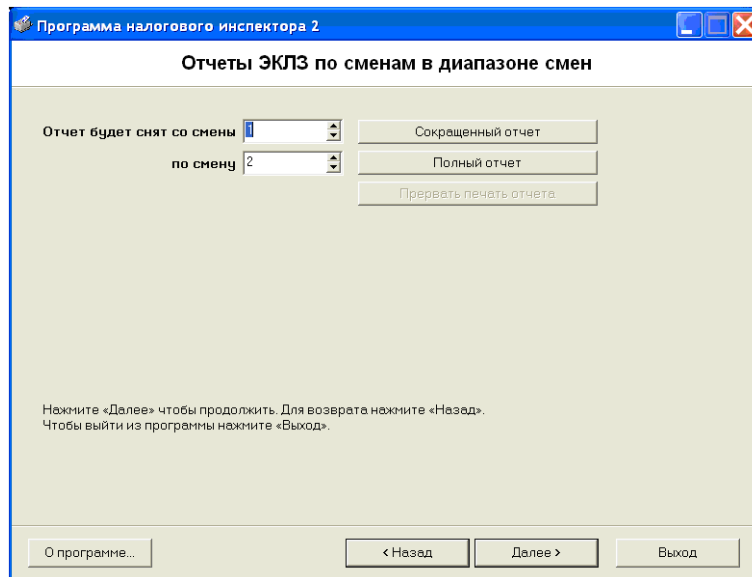 Программа налогового инспектора 2
Отчеты ЭКЛЗ по сменам в диапазоне смен
Отчет будет снят со смены 1 Сокращенный отчет
по смену 2 Полный отчет
Прервать печать отчета
Нажмите «Далее» чтобы продолжить. Для возврата нажмите «Назад».
Чтобы выйти из программы нажмите «Выход».
О программе... < Назад Далее > Выход